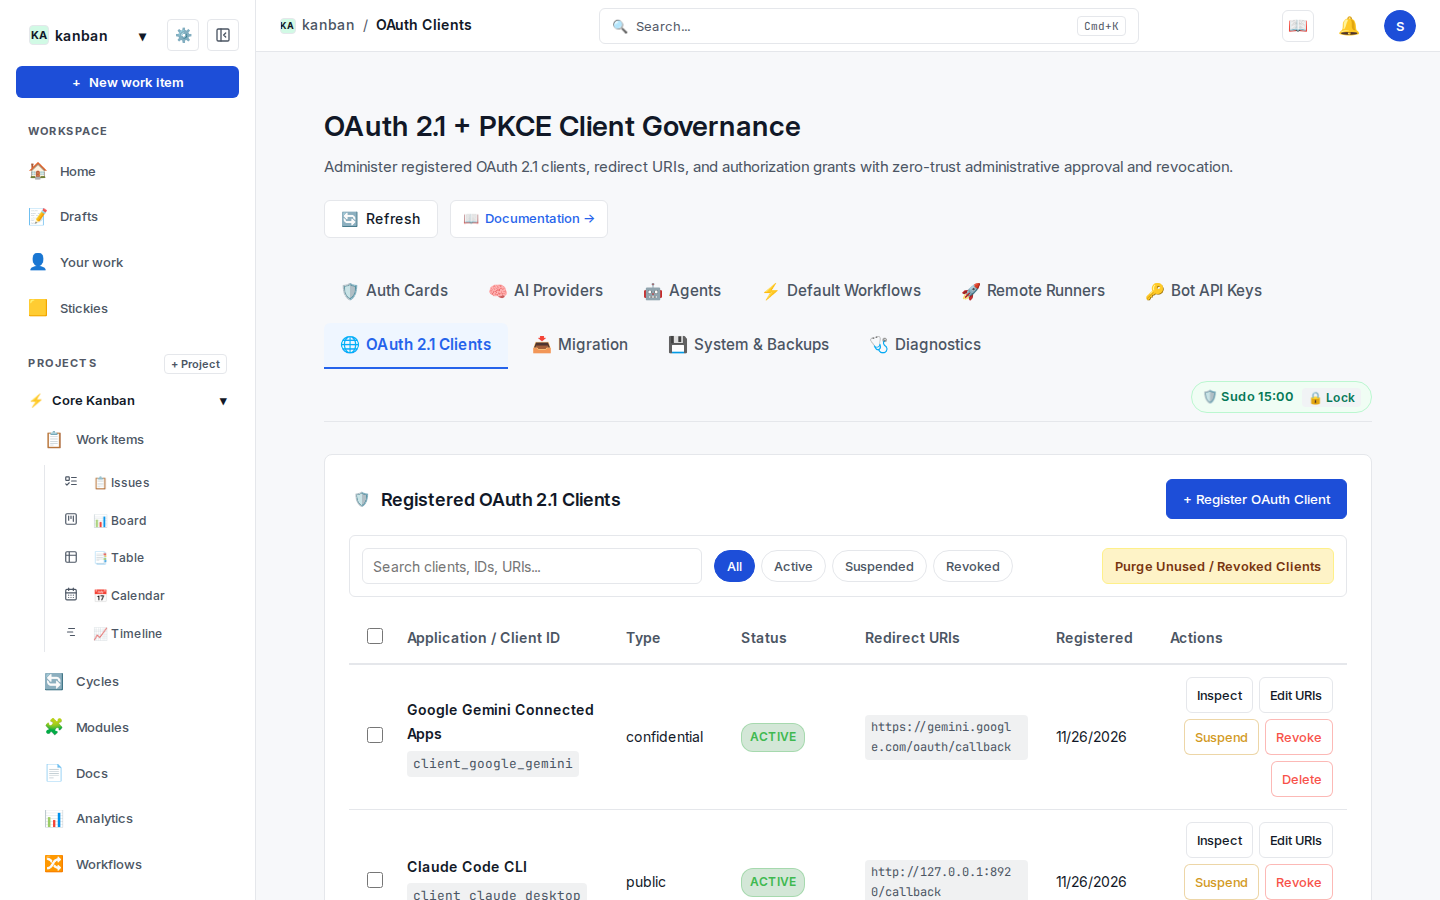 KA kanban ▾
+ New work item
WORKSPACE
Home
Drafts
Your work
Stickies
PROJECTS
+ Project
Core Kanban ▾
Work Items
Issues
Board
Table
Calendar
Timeline
Cycles
Modules
Docs
Analytics
Workflows
KA kanban / OAuth Clients
Search...
Cmd+K
S
OAuth 2.1 + PKCE Client Governance
Administer registered OAuth 2.1 clients, redirect URIs, and authorization grants with zero-trust administrative approval and revocation.
Refresh
Documentation →
Auth Cards
AI Providers
Agents
Default Workflows
Remote Runners
Bot API Keys
OAuth 2.1 Clients
Migration
System & Backups
Diagnostics
Sudo 15:00
Lock
Registered OAuth 2.1 Clients
+ Register OAuth Client
Search clients, IDs, URIs...
All
Active
Suspended
Revoked
Purge Unused / Revoked Clients
Application / Client ID
Type
Status
Redirect URIs
Registered
Actions
Google Gemini Connected
Apps
client_google_gemini
confidential
ACTIVE
https://gemini.googl
e.com/oauth/callback
11/26/2026
Inspect
Edit URIs
Suspend
Revoke
Delete
Claude Code CLI
client_claude_desktop
public
ACTIVE
http://127.0.0.1:892
0/callback
11/26/2026
Inspect
Edit URIs
Suspend
Revoke